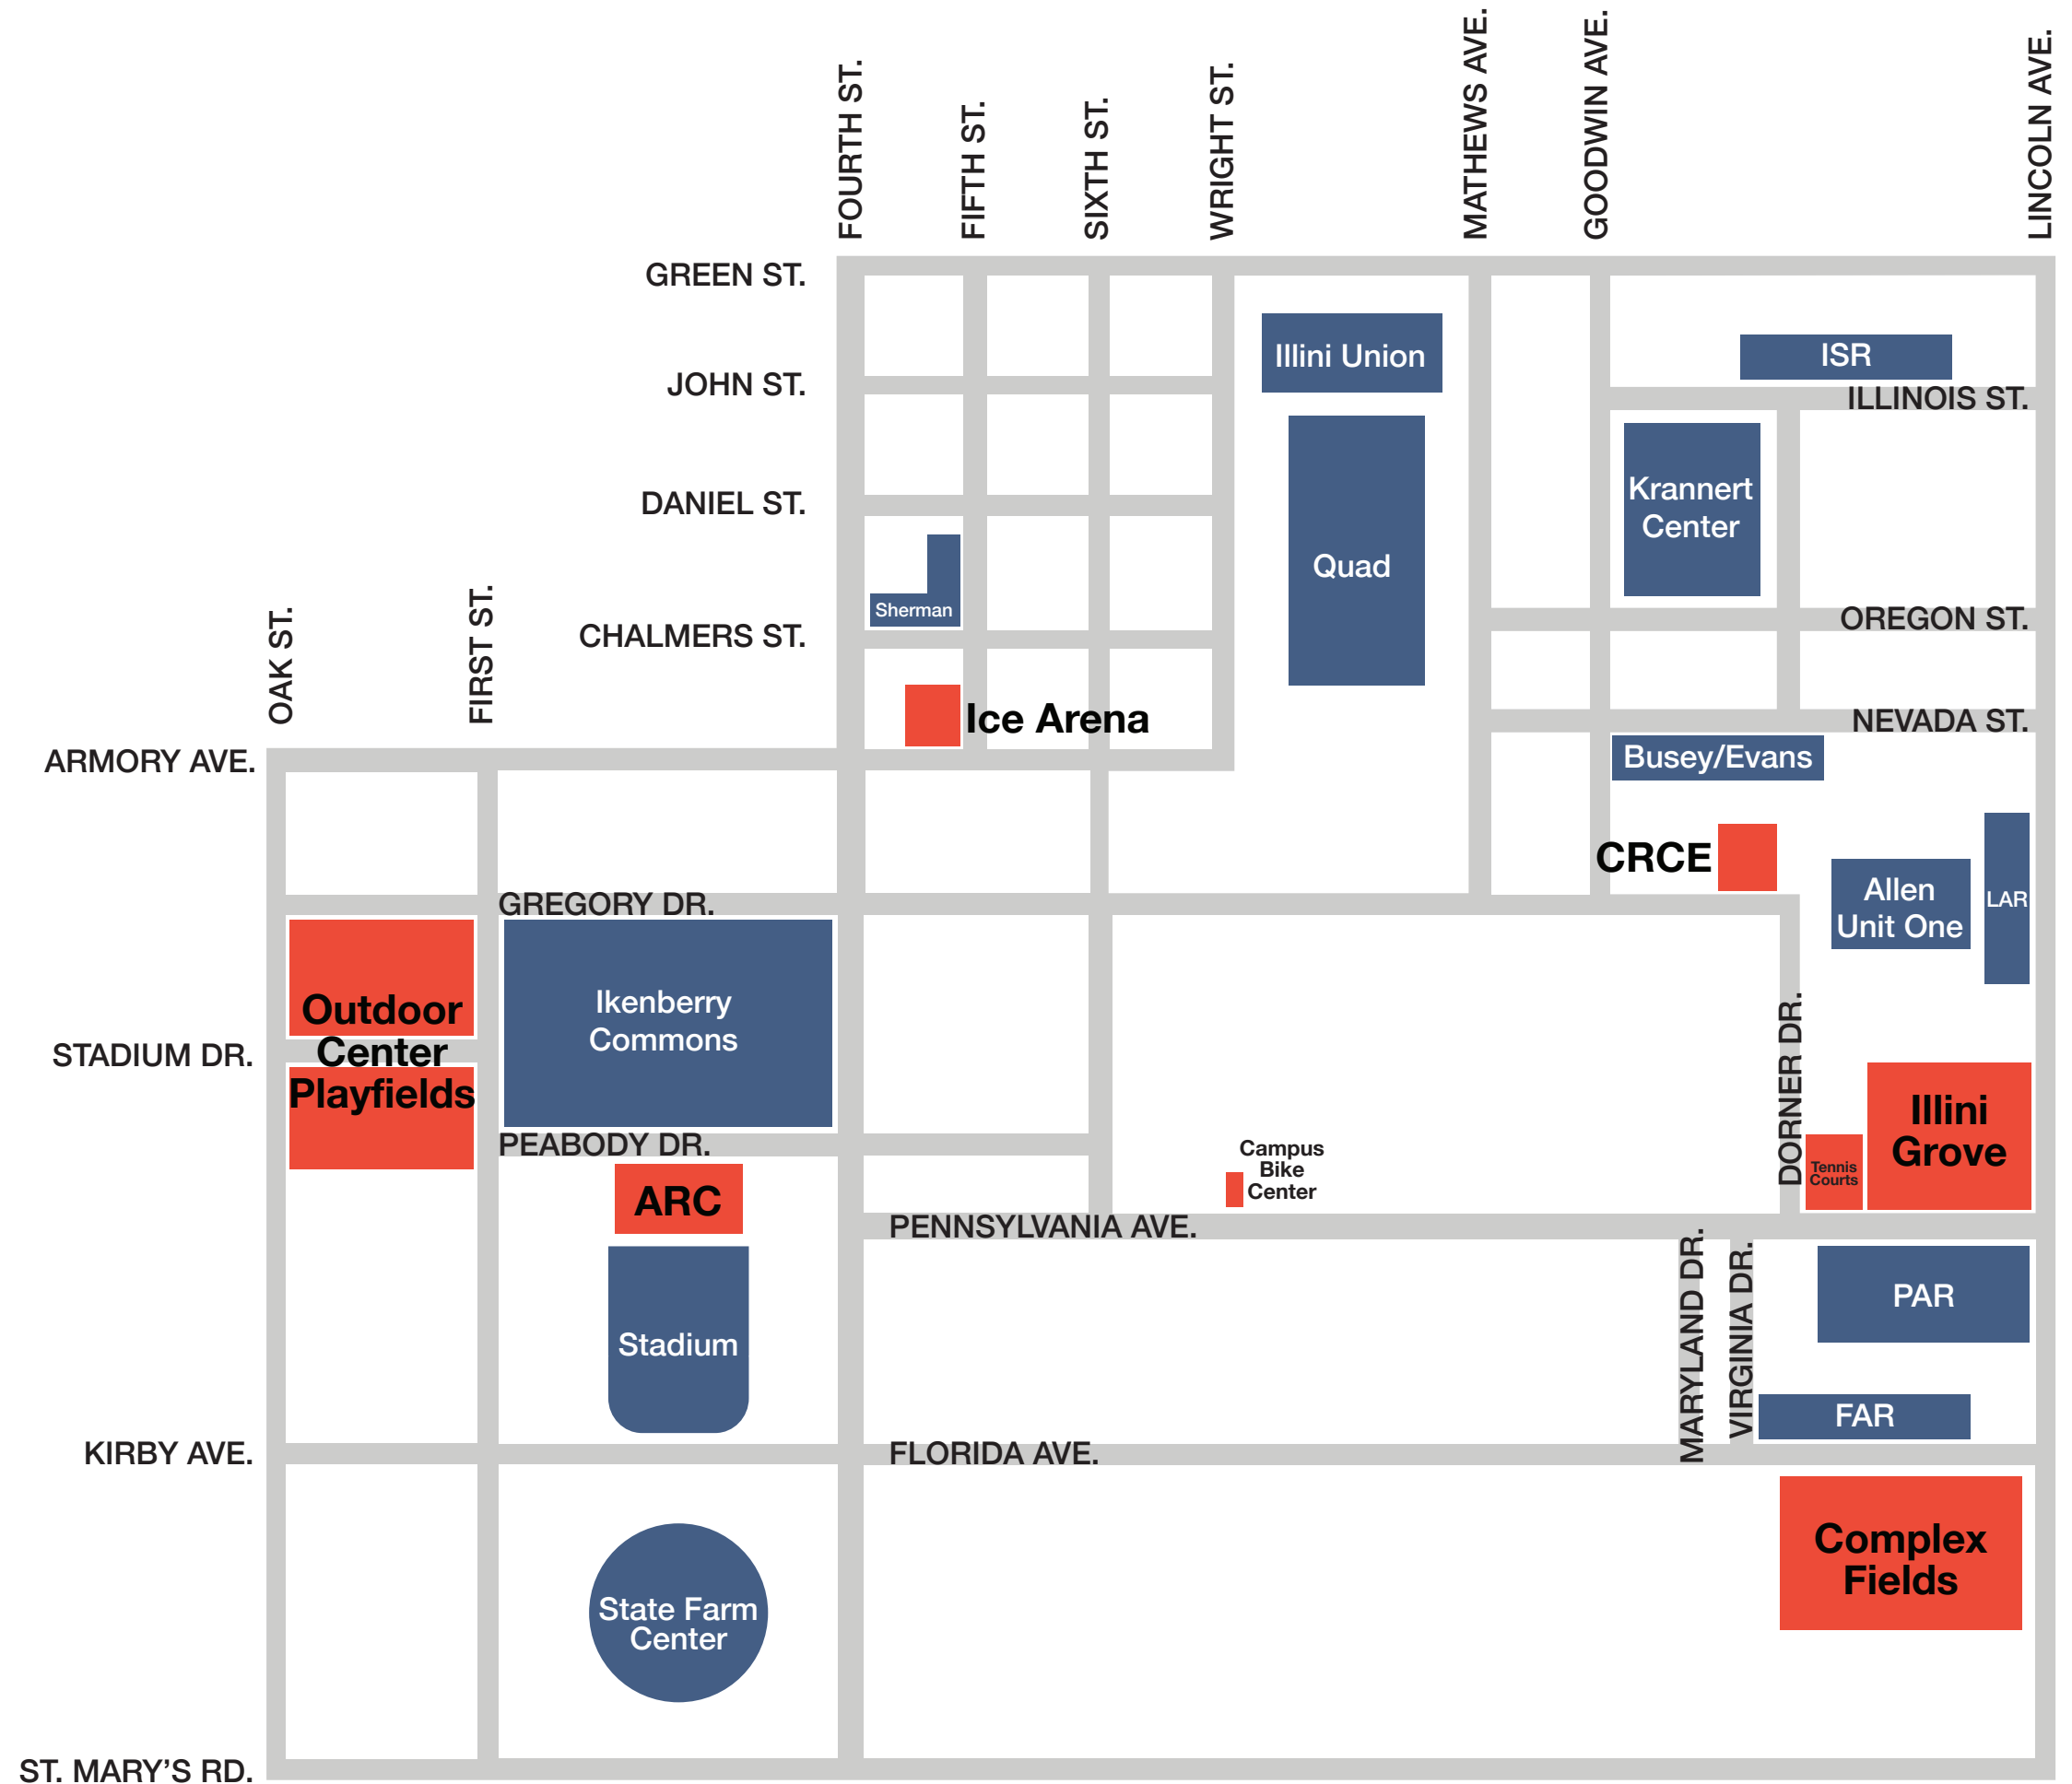 FOURTH ST.
FIFTH ST.
SIXTH ST.
WRIGHT ST.
MATHEWS AVE.
GOODWIN AVE.
LINCOLN AVE.
GREEN ST.
Illini Union
ISR
JOHN ST.
ILLINOIS ST.
Krannert
Center
DANIEL ST.
Quad
Sherman
OAK ST.
FIRST ST.
CHALMERS ST.
OREGON ST.
Ice Arena
NEVADA ST.
ARMORY AVE.
Busey/Evans
CRCE
Allen
Unit One
LAR
GREGORY DR.
Outdoor
Center
Playfields
Ikenberry
Commons
STADIUM DR.
DORNER DR.
Illini
Grove
Tennis
Courts
PEABODY DR.
Campus
Bike
Center
ARC
PENNSYLVANIA AVE.
MARYLAND DR.
VIRGINIA DR.
PAR
Stadium
FAR
KIRBY AVE.
FLORIDA AVE.
Complex
Fields
State Farm
Center
ST. MARY’S RD.